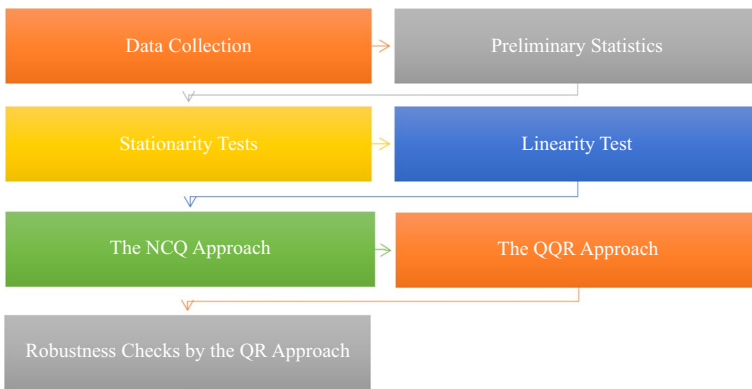 Data Collection
Preliminary Statistics
Stationarity Tests
Linearity Test
The NCQ Approach
The QQR Approach
Robustness Checks by the QR Approach